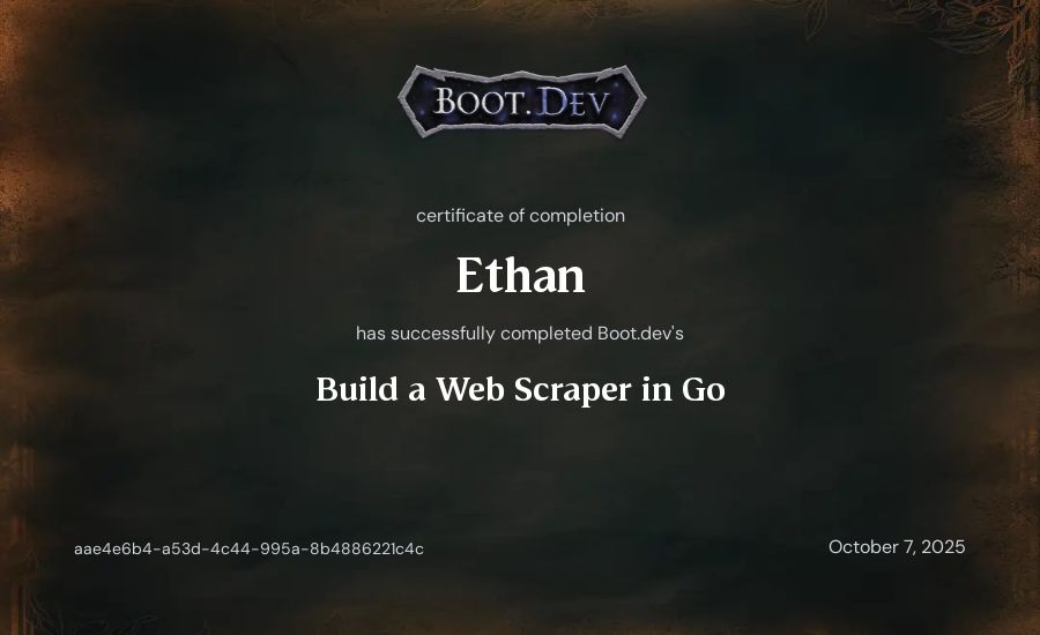 BOOT.DEV
certificate of completion
Ethan
has successfully completed Boot.dev's
Build a Web Scraper in Go
aae4e6b4-a53d-4c44-995a-8b4886221c4c
October 7, 2025